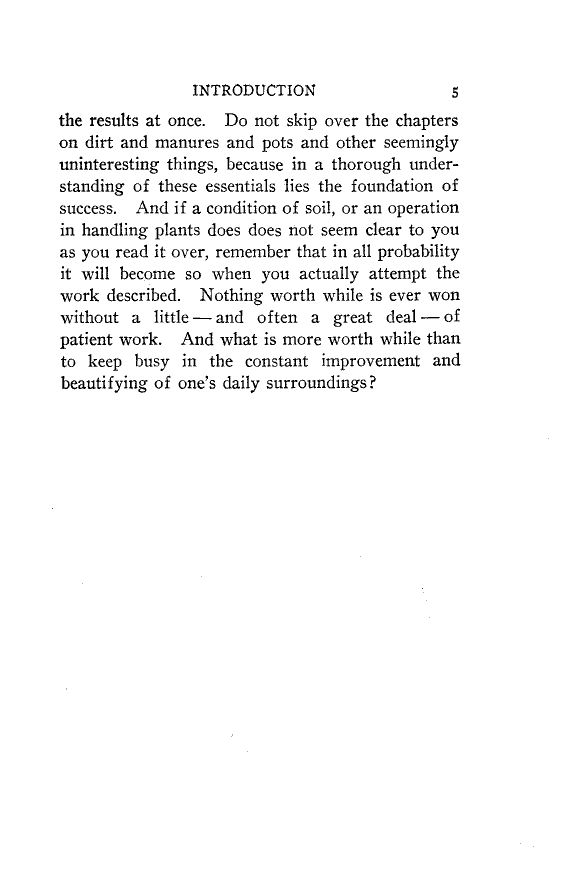 INTRODUCTION 5
the results at once. Do not skip over the chapters
on dirt and manures and pots and other seemingly
uninteresting things, because in a thorough under-
standing of these essentials lies the foundation of
success. And if a condition of soil, or an operation
in handling plants does does not seem clear to you
as you read it over, remember that in all probability
it will become so when you actually attempt the
work described. Nothing worth while is ever won
without a little — and often a great deal — of
patient work. And what is more worth while than
to keep busy in the constant improvement and
beautifying of one's daily surroundings?